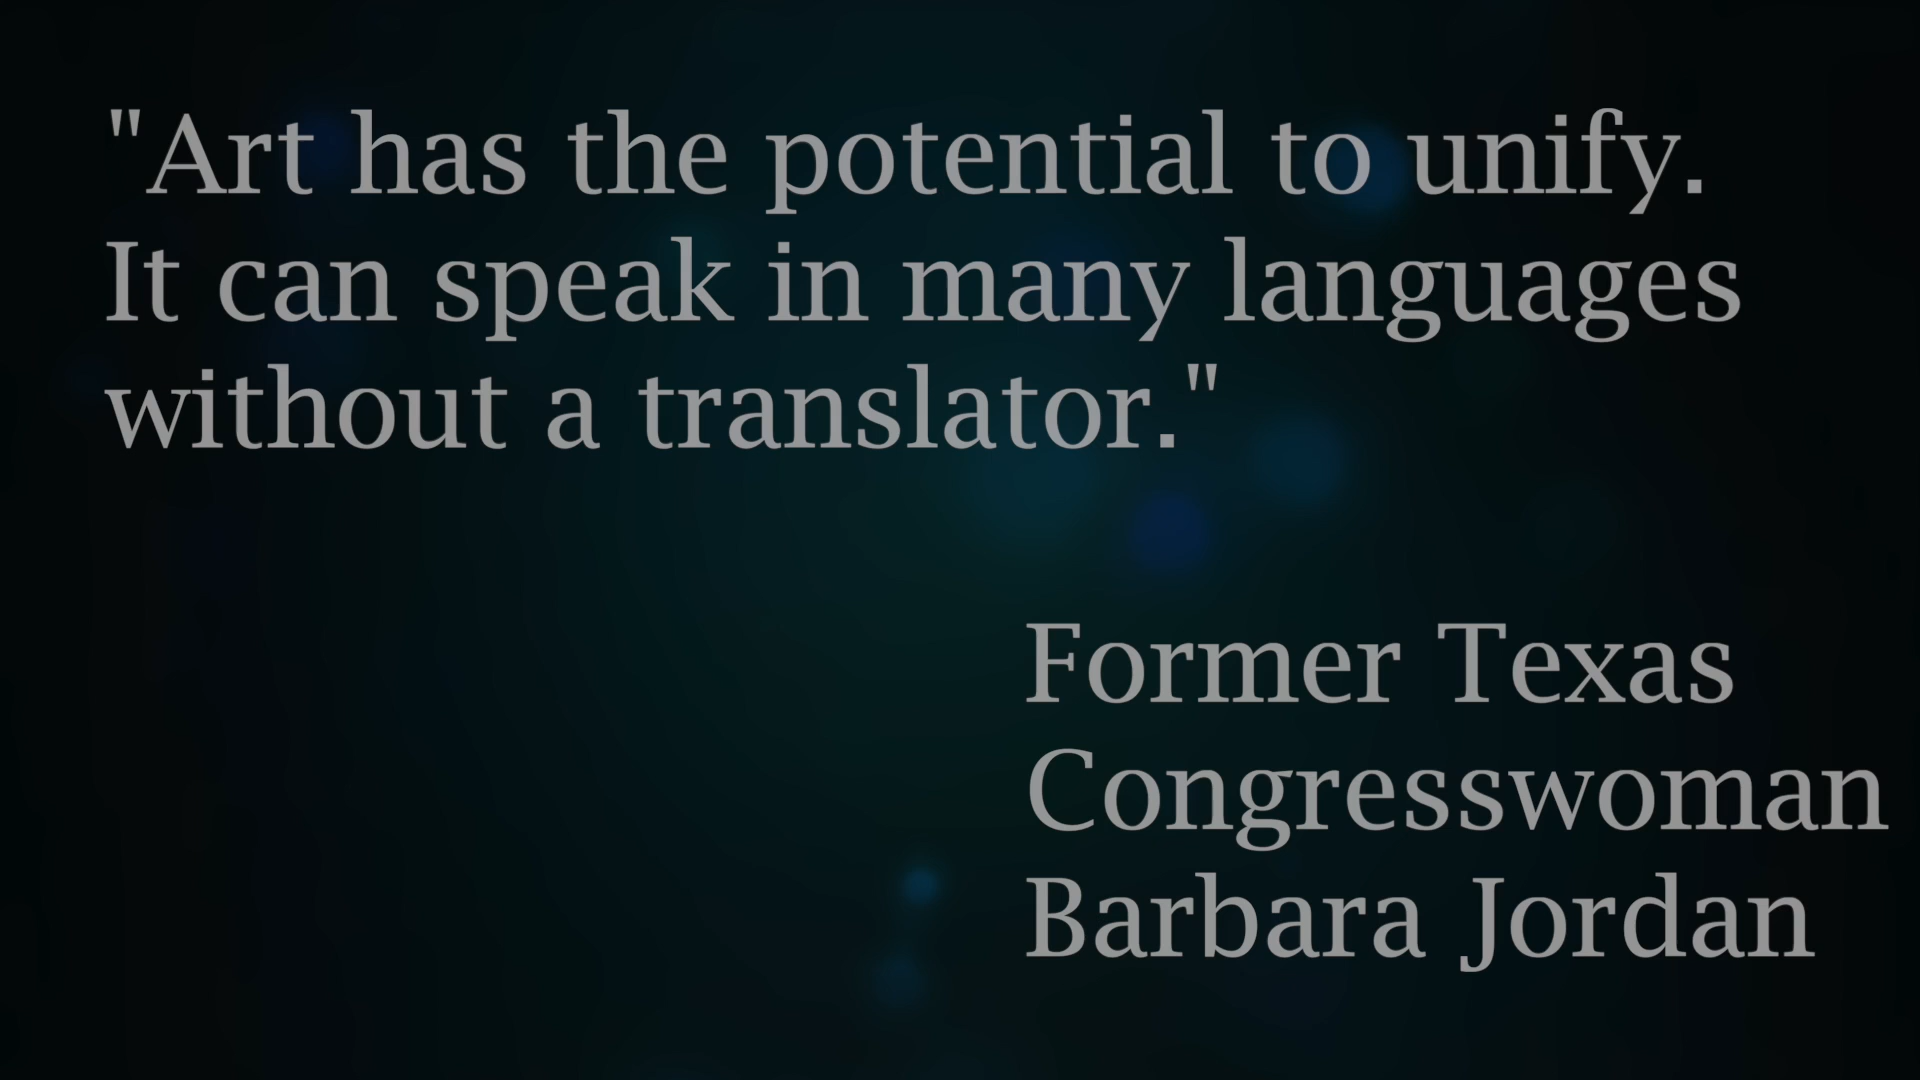 "Art has the potential to unify.
It can speak in many languages
without a translator."
Former Texas
Congresswoman
Barbara Jordan